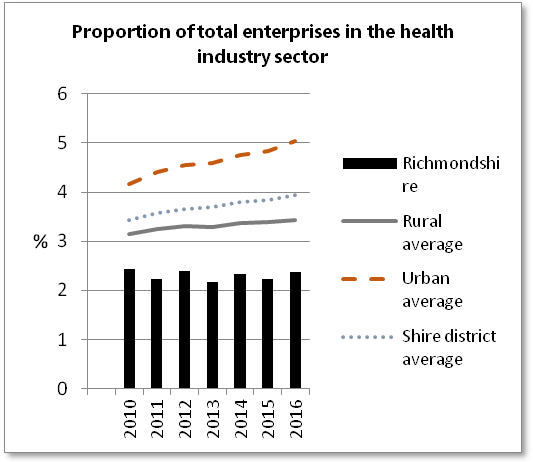 Proportion of total enterprises in the health
industry sector
6
5
4
3
2
1
0
%
2010
2011
2012
2013
2014
2015
2016
Richmondshi
re
Rural
average
Urban
average
Shire district
average